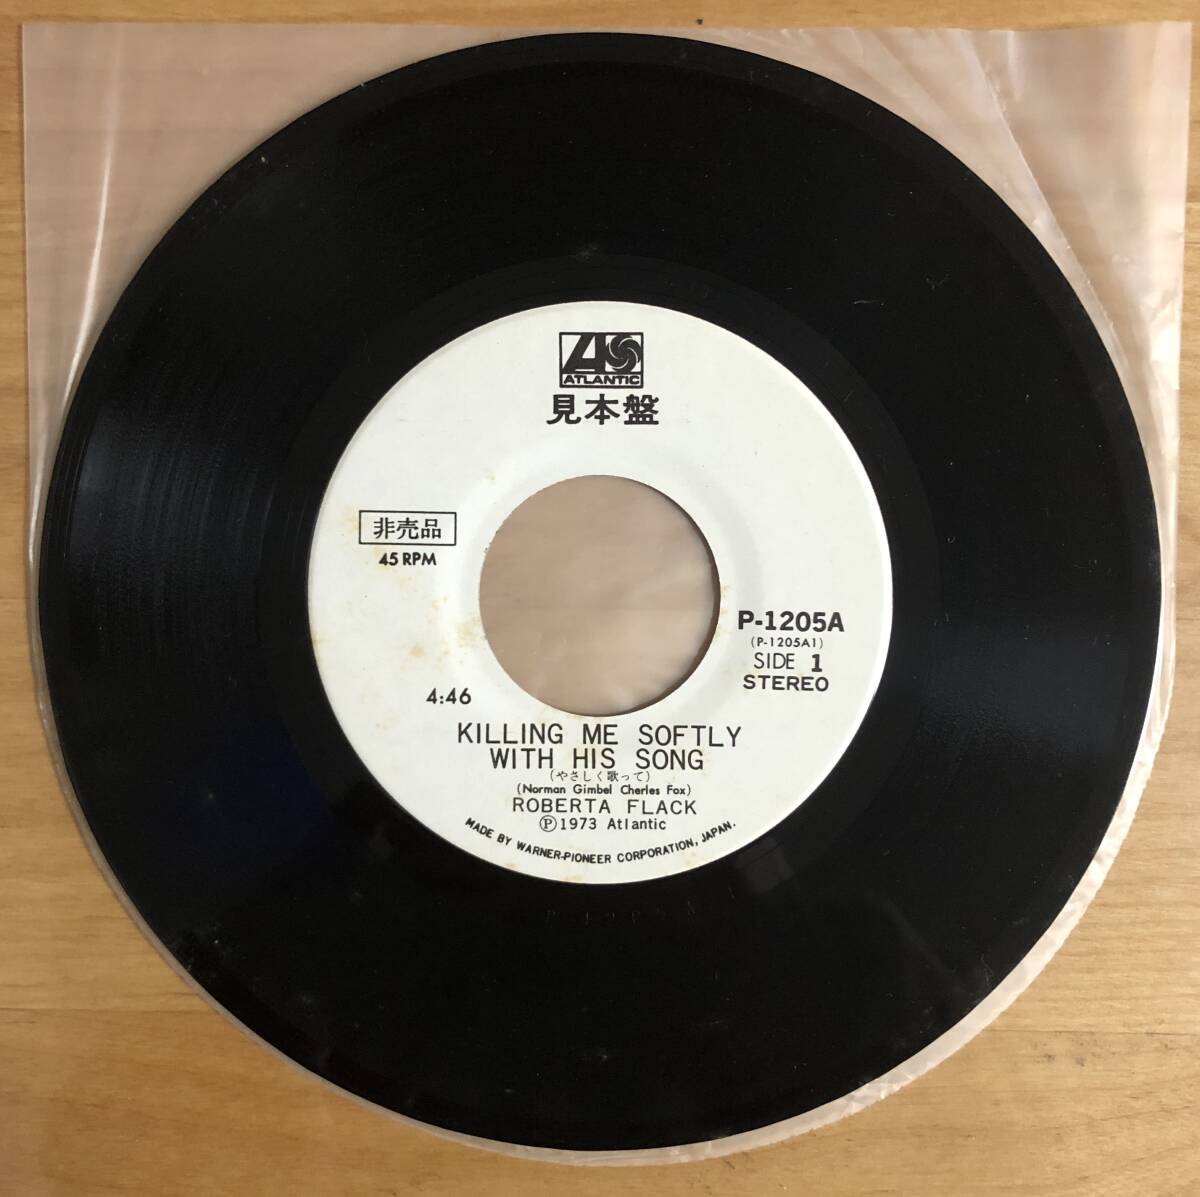 ATLANTIC
見本盤
非売品
45 RPM
P-1205A
(P-1205A1)
SIDE 1
STEREO
4:46
KILLING ME SOFTLY
WITH HIS SONG
(やさしく歌って)
(Norman Gimbel Cherles Fox)
ROBERTA FLACK
Ⓟ1973 Atlantic
MADE BY WARNER-PIONEER CORPORATION, JAPAN.